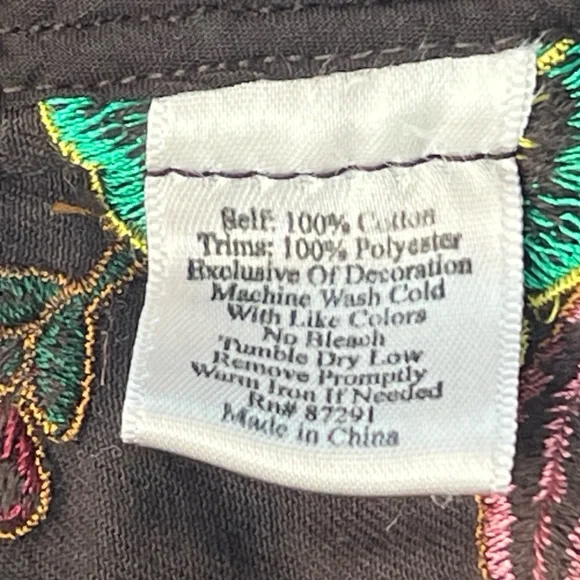 Self: 100% Cotton
Trims: 100% Polyester
Exclusive Of Decoration
Machine Wash Cold
With Like Colors
No Bleach
Tumble Dry Low
Remove Promptly
Warm Iron If Needed
Rn# 87291
Made in China